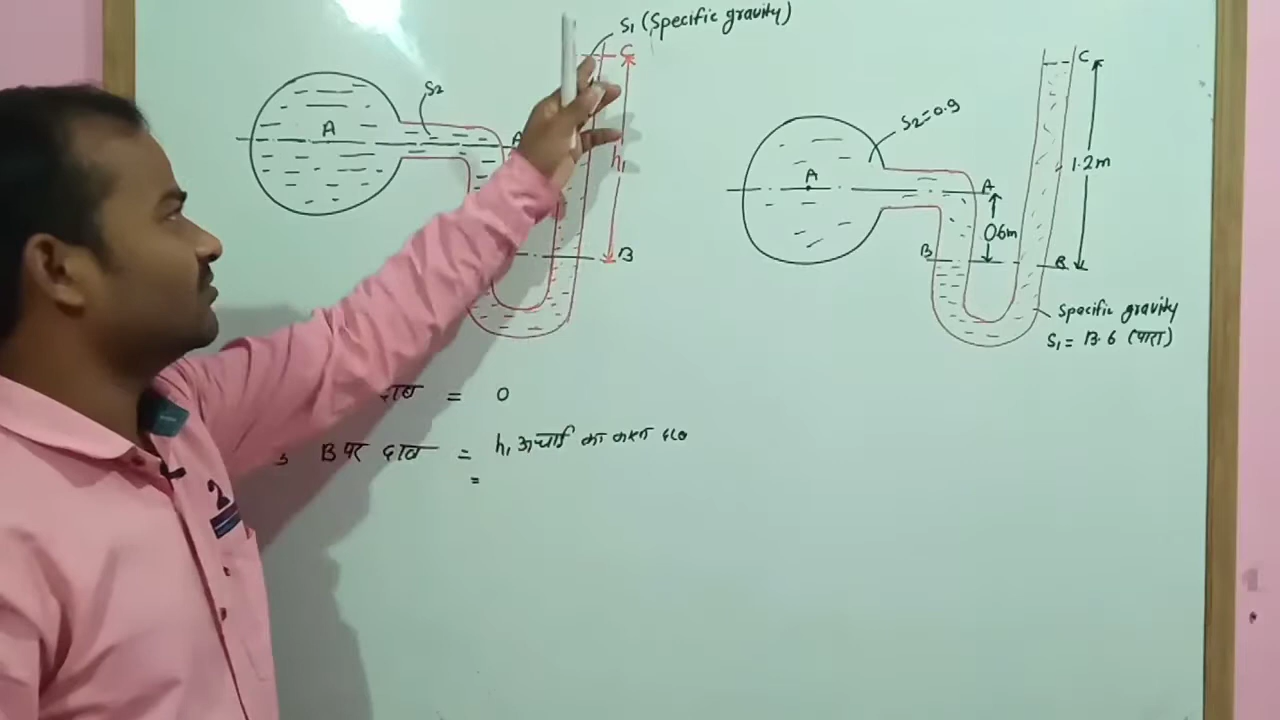 S₁ (Specific gravity)
C
S₂
A
A
h₁
B
दाब = 0
B पर दाब = h₁ ऊचाई का
=
S₂=0.9
A
A
0.6m
B
B
C
1.2m
Specific gravity
S₁ = 13.6 (पारा)